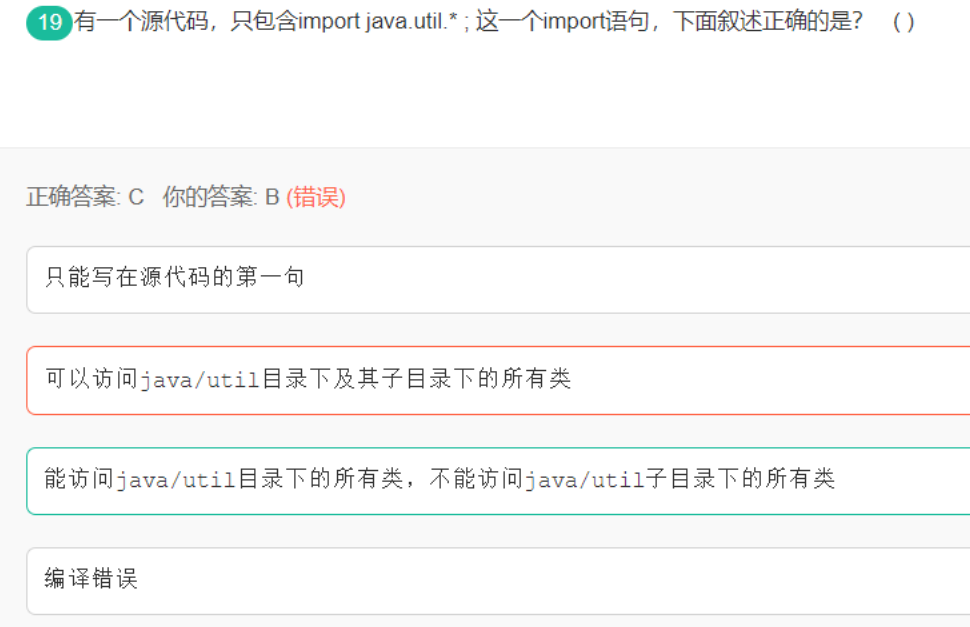 19 有一个源代码，只包含import java.util.* ; 这一个import语句，下面叙述正确的是？ ( )
正确答案: C 你的答案: B (错误)
只能写在源代码的第一句
可以访问java/util目录下及其子目录下的所有类
能访问java/util目录下的所有类，不能访问java/util子目录下的所有类
编译错误